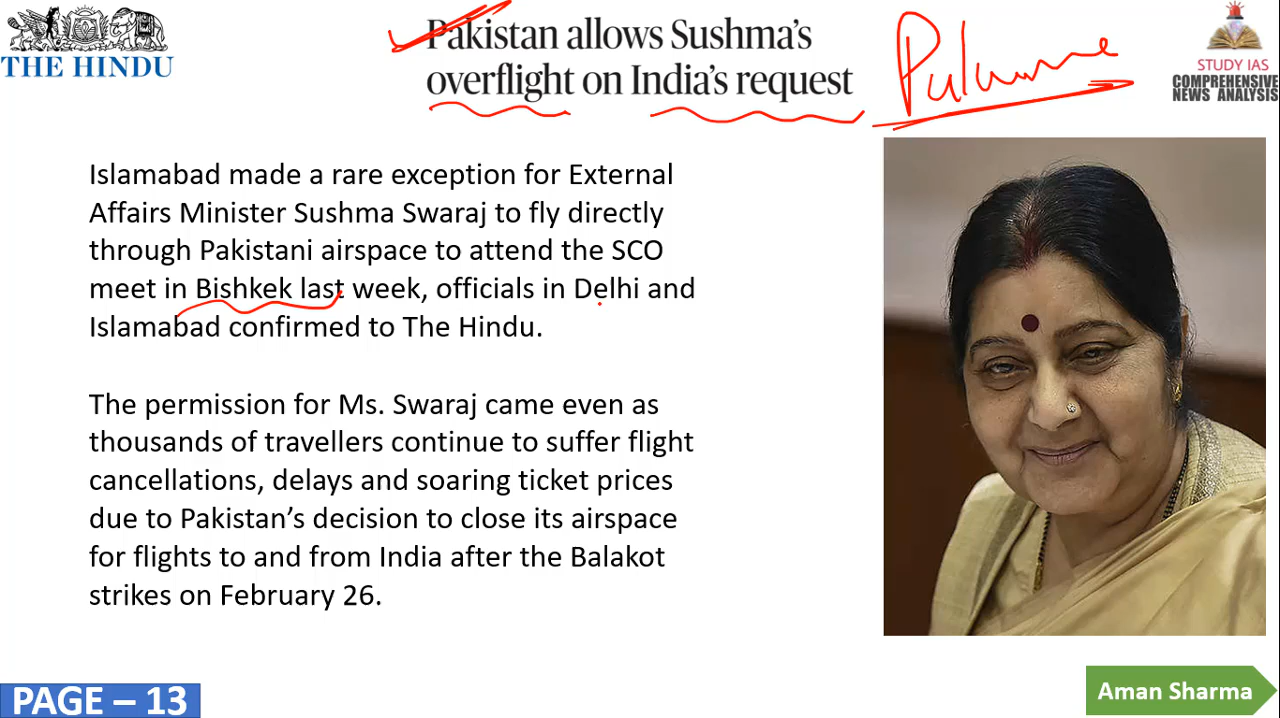 THE HINDU
Pakistan allows Sushma's
overflight on India's request
STUDY IAS
COMPREHENSIVE
NEWS ANALYSIS
Islamabad made a rare exception for External
Affairs Minister Sushma Swaraj to fly directly
through Pakistani airspace to attend the SCO
meet in Bishkek last week, officials in Delhi and
Islamabad confirmed to The Hindu.
The permission for Ms. Swaraj came even as
thousands of travellers continue to suffer flight
cancellations, delays and soaring ticket prices
due to Pakistan’s decision to close its airspace
for flights to and from India after the Balakot
strikes on February 26.
PAGE – 13
Aman Sharma